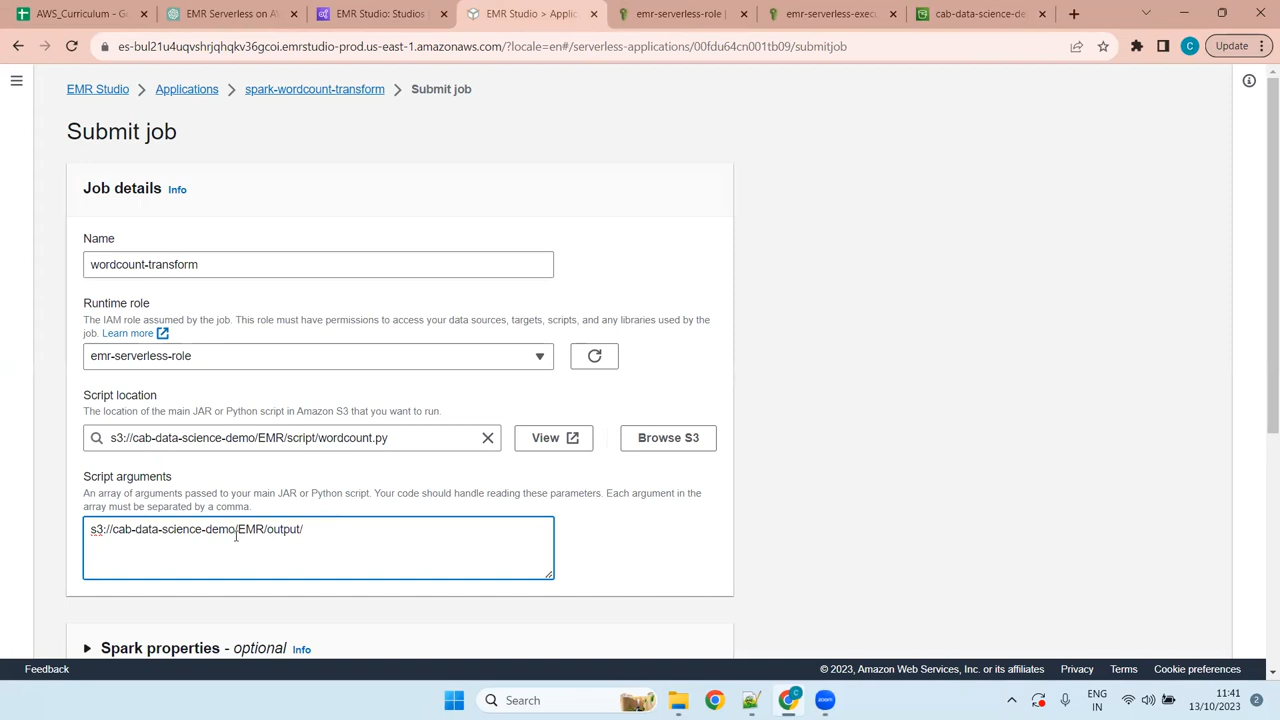 AWS_Curriculum - G
EMR Serverless on A
EMR Studio: Studios
EMR Studio > Applic
emr-serverless-role
emr-serverless-exec
cab-data-science-de
es-bul21u4uqvshrjqhqkv36gcoi.emrstudio-prod.us-east-1.amazonaws.com/?locale=en#/serverless-applications/00fdu64cn001tb09/submitjob
C
Update
EMR Studio > Applications > spark-wordcount-transform > Submit job
Submit job
Job details Info
Name
wordcount-transform
Runtime role
The IAM role assumed by the job. This role must have permissions to access your data sources, targets, scripts, and any libraries used by the
job. Learn more
emr-serverless-role
Script location
The location of the main JAR or Python script in Amazon S3 that you want to run.
s3://cab-data-science-demo/EMR/script/wordcount.py
View
Browse S3
Script arguments
An array of arguments passed to your main JAR or Python script. Your code should handle reading these parameters. Each argument in the
array must be separated by a comma.
s3://cab-data-science-demo/EMR/output/
Spark properties - optional Info
Feedback
© 2023, Amazon Web Services, Inc. or its affiliates
Privacy
Terms
Cookie preferences
Search
C
zoom
ENG
IN
11:41
13/10/2023
2